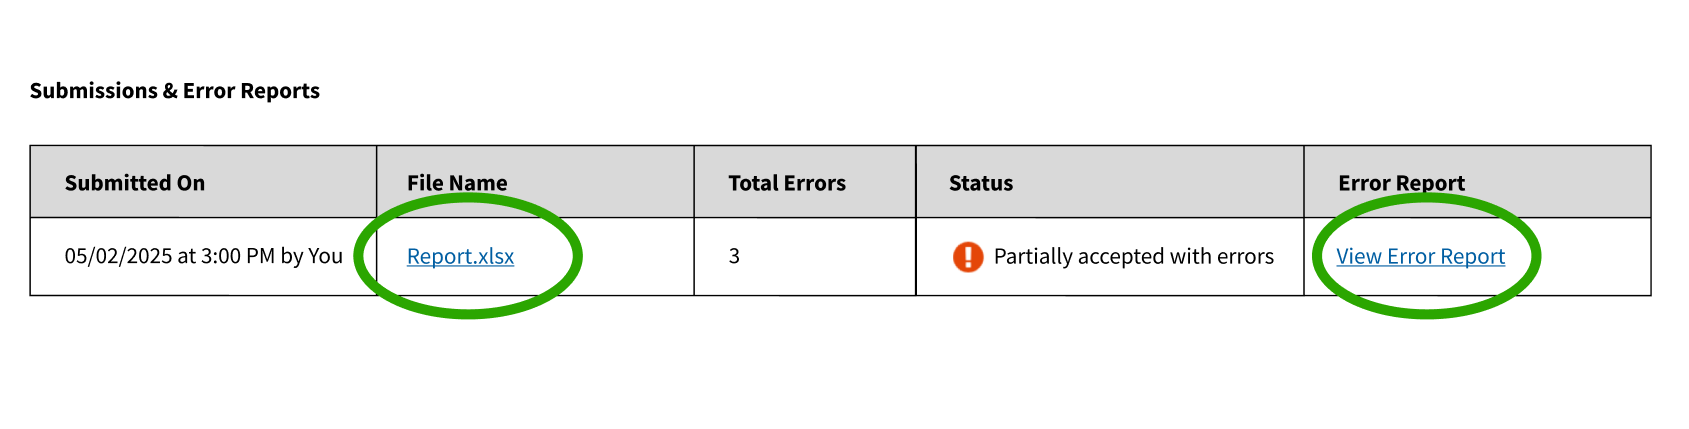 Submissions & Error Reports
Submitted On File Name Total Errors Status Error Report
05/02/2025 at 3:00 PM by You Report.xlsx 3 Partially accepted with errors View Error Report